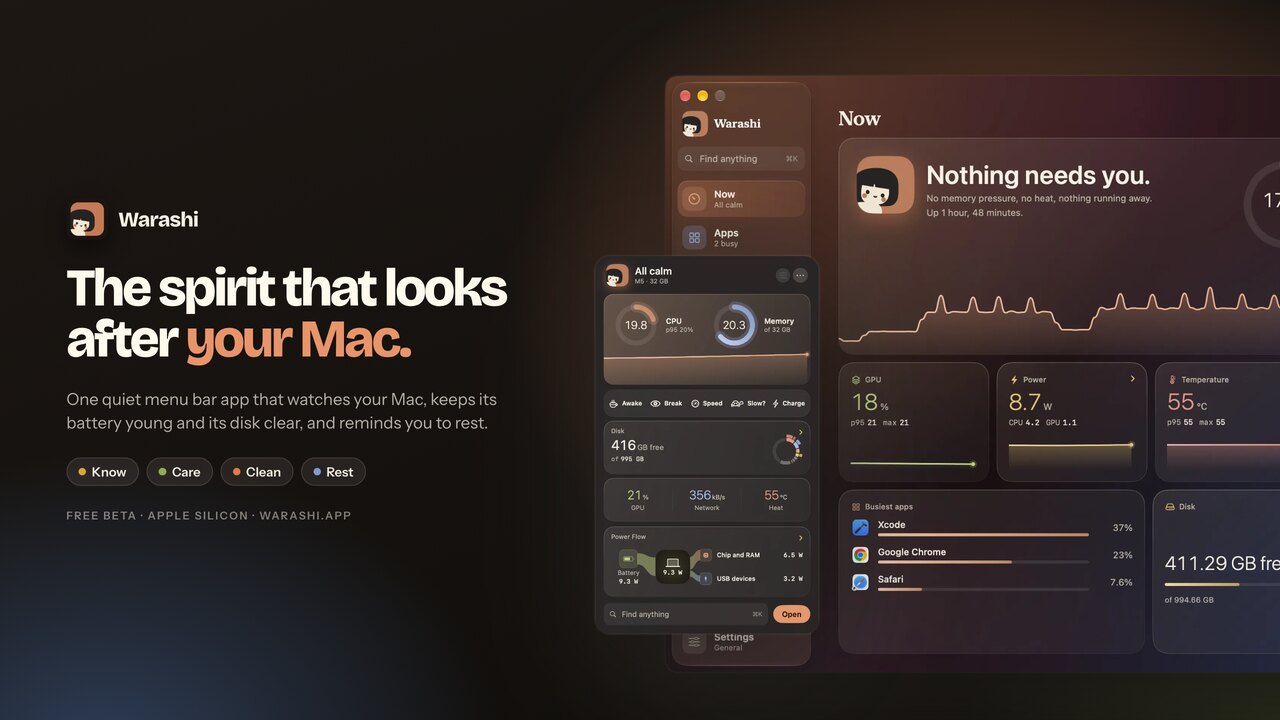 Warashi
The spirit that looks
after your Mac.
One quiet menu bar app that watches your Mac, keeps its
battery young and its disk clear, and reminds you to rest.
Know
Care
Clean
Rest
FREE BETA · APPLE SILICON · WARASHI.APP
Warashi
Find anything
⌘K
Now
All calm
Apps
2 busy
Settings
General
All calm
M5 · 32 GB
19.8
CPU
p95 20%
20.3
Memory
of 32 GB
Awake
Break
Speed
Slow?
Charge
Disk
416 GB free
of 995 GB
21%
GPU
356 kB/s
Network
55°C
Heat
Power Flow
Battery
9.3 W
9.3 W
Chip and RAM
6.5 W
USB devices
3.2 W
Find anything
⌘K
Open
Now
Nothing needs you.
No memory pressure, no heat, nothing running away.
Up 1 hour, 48 minutes.
17
GPU
18%
p95 21 max 21
Power
8.7 W
CPU 4.2 GPU 1.1
Temperature
55°C
p95 55 max 55
Busiest apps
Xcode
37%
Google Chrome
23%
Safari
7.6%
Disk
411.29 GB fre
of 994.66 GB